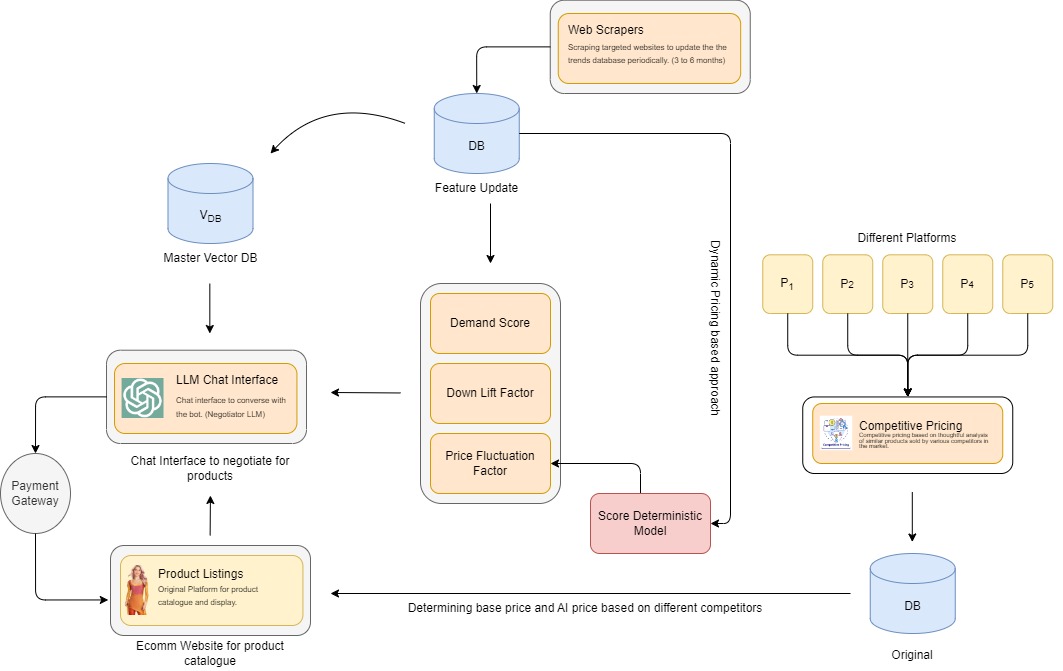 Web Scrapers
Scraping targeted websites to update the the
trends database periodically. (3 to 6 months)
DB
Feature Update
VDB
Master Vector DB
Dynamic Pricing based approach
Different Platforms
P1
P2
P3
P4
P5
Demand Score
Down Lift Factor
Price Fluctuation
Factor
LLM Chat Interface
Chat interface to converse with
the bot. (Negotiator LLM)
Chat Interface to negotiate for
products
Competitive Pricing
Competitive Pricing
Competitive pricing based on thoughtful analysis
of similar products sold by various competitors in
the market.
Payment
Gateway
Score Deterministic
Model
Product Listings
Original Platform for product
catalogue and display.
Ecomm Website for product
catalogue
Determining base price and AI price based on different competitors
DB
Original